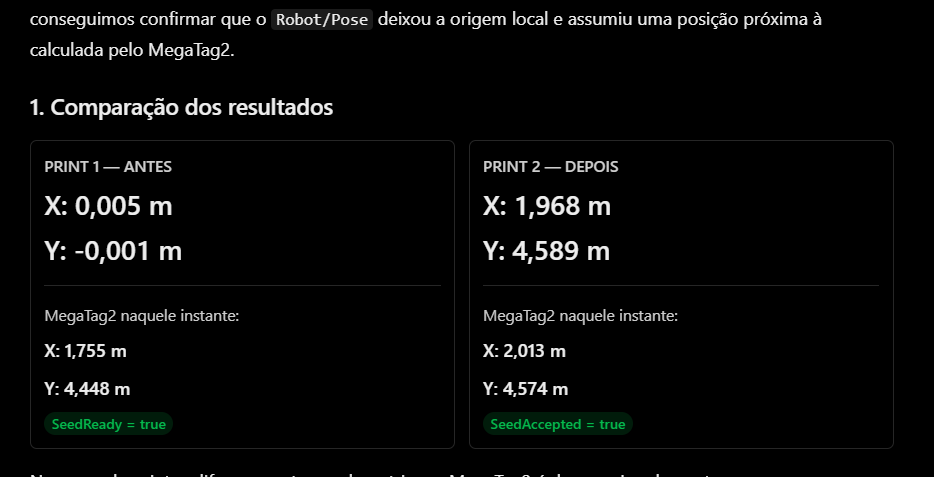 conseguimos confirmar que o Robot/Pose deixou a origem local e assumiu uma posição próxima à
calculada pelo MegaTag2.
1. Comparação dos resultados
PRINT 1 — ANTES
X: 0,005 m
Y: -0,001 m
MegaTag2 naquele instante:
X: 1,755 m
Y: 4,448 m
SeedReady = true
PRINT 2 — DEPOIS
X: 1,968 m
Y: 4,589 m
MegaTag2 naquele instante:
X: 2,013 m
Y: 4,574 m
SeedAccepted = true